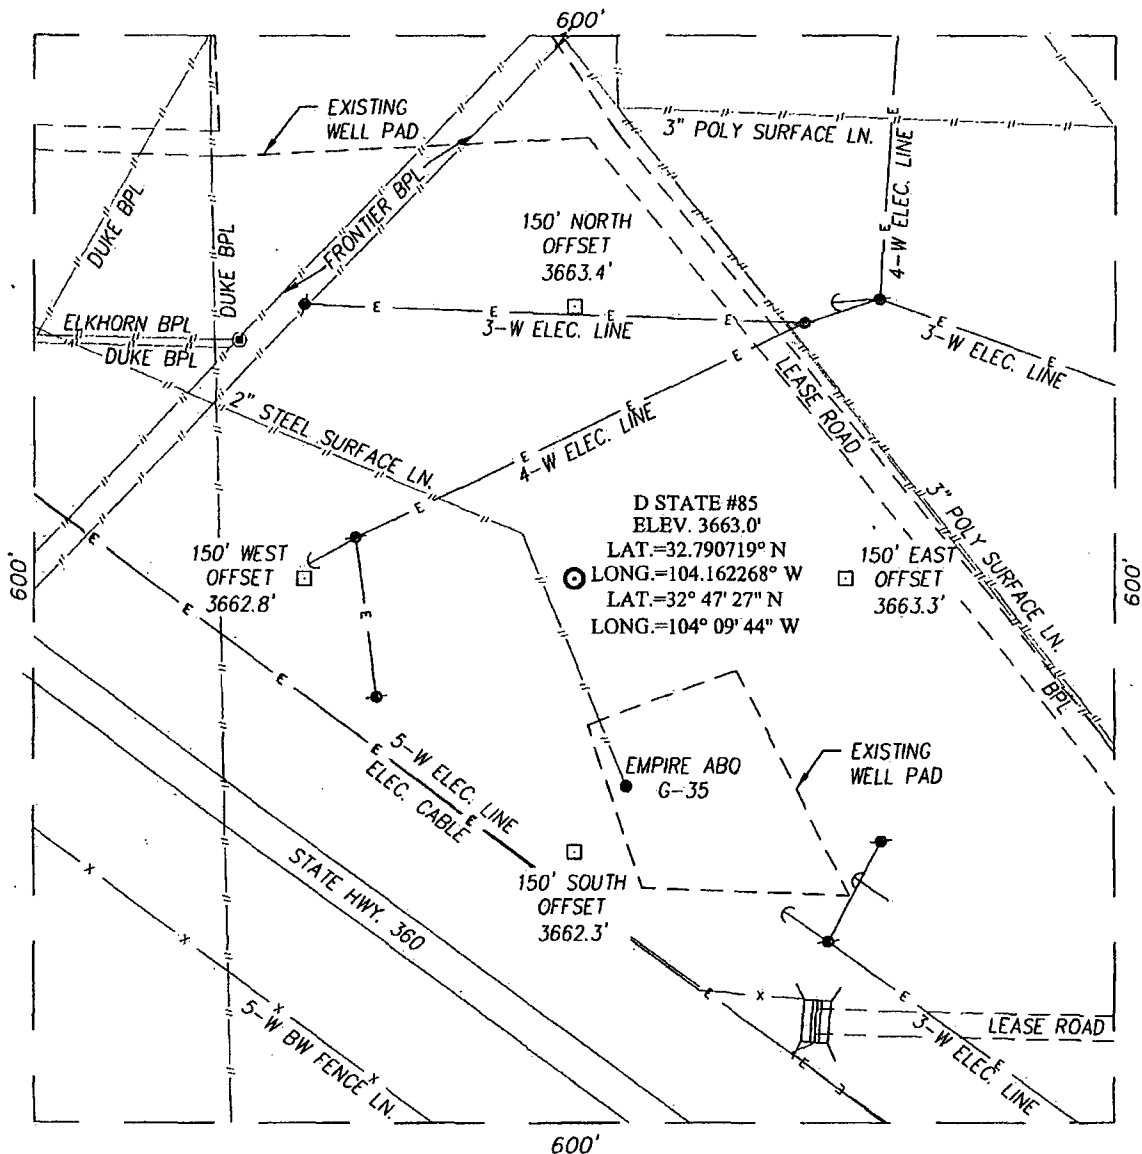 600'
EXISTING
WELL PAD
3" POLY SURFACE LN.
4-W ELEC. LINE
DUKE BPL
DUKE BPL
FRONTIER BPL
150' NORTH
OFFSET
3663.4'
3-W ELEC. LINE
3-W ELEC. LINE
ELKHORN BPL
DUKE BPL
LEASE ROAD
2" STEEL SURFACE LN.
4-W ELEC. LINE
3" POLY SURFACE LN.
D STATE #85
ELEV. 3663.0'
LAT.=32.790719° N
LONG.=104.162268° W
LAT.=32° 47' 27" N
LONG.=104° 09' 44" W
600'
150' WEST
OFFSET
3662.8'
150' EAST
OFFSET
3663.3'
600'
BPL
5-W ELEC. LINE
ELEC. CABLE
EMPIRE ABO
G-35
EXISTING
WELL PAD
150' SOUTH
OFFSET
3662.3'
STATE HWY. 360
5-W BW FENCE LN.
LEASE ROAD
3-W ELEC. LINE
600'